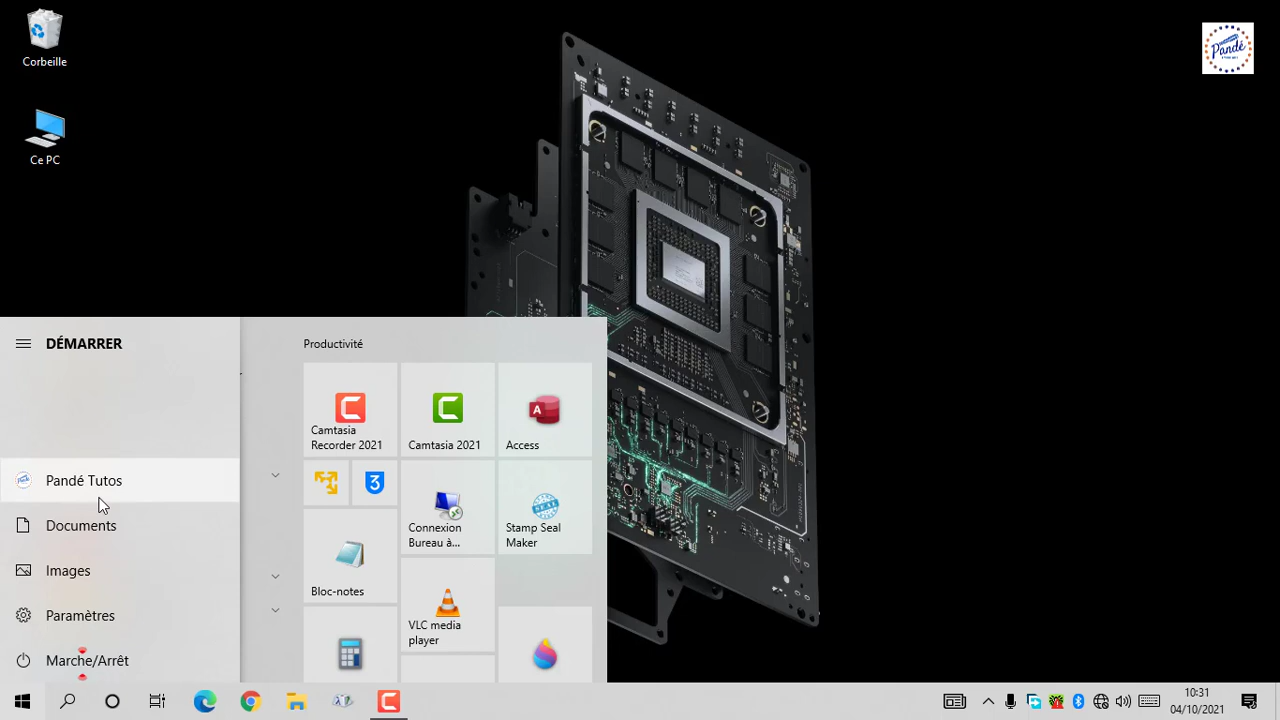 Corbeille
Pandé
Ce PC
DÉMARRER
Pandé Tutos
Documents
Images
Paramètres
Marche/Arrêt
Productivité
Camtasia
Recorder 2021
Camtasia 2021
Access
Connexion
Bureau à...
Stamp Seal
Maker
Bloc-notes
VLC media
player
10:31
04/10/2021